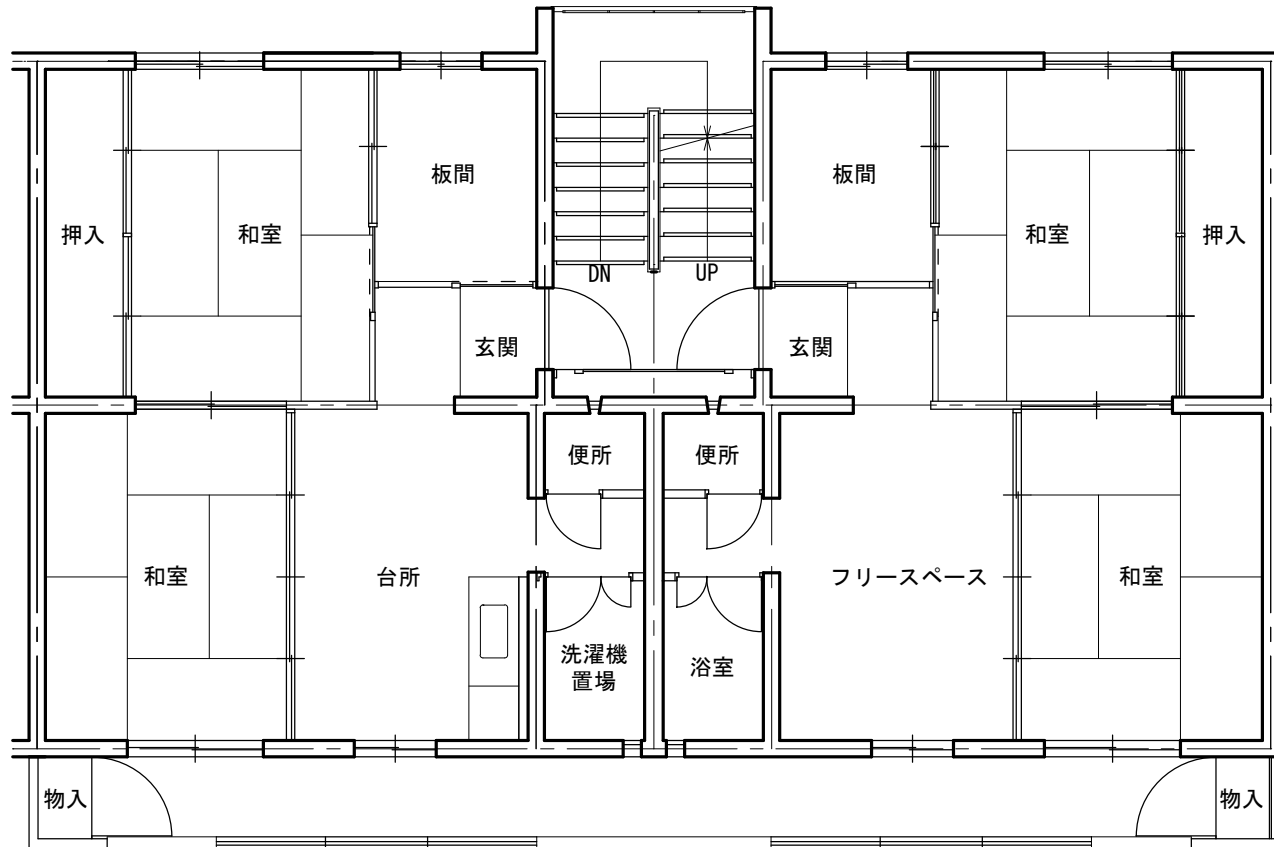 板間
板間
押入
和室
和室
押入
DN
UP
玄関
玄関
便所
便所
和室
台所
フリースペース
和室
洗濯機
置場
浴室
物入
物入